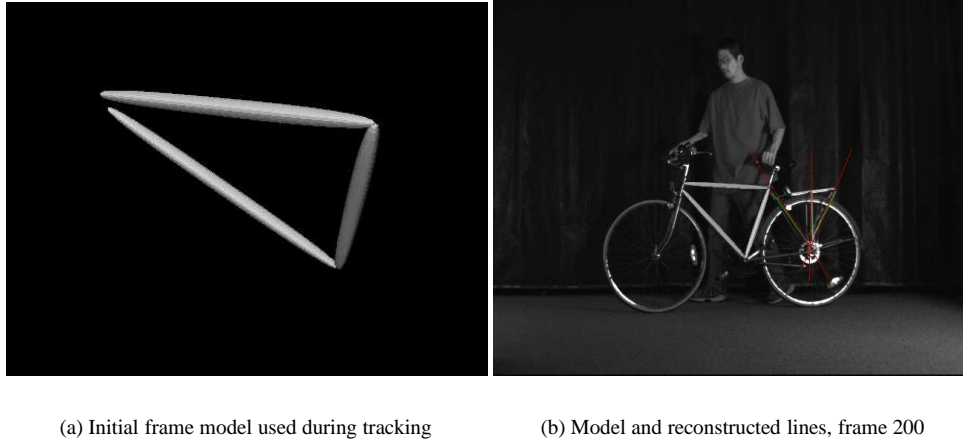 (a) Initial frame model used during tracking
(b) Model and reconstructed lines, frame 200